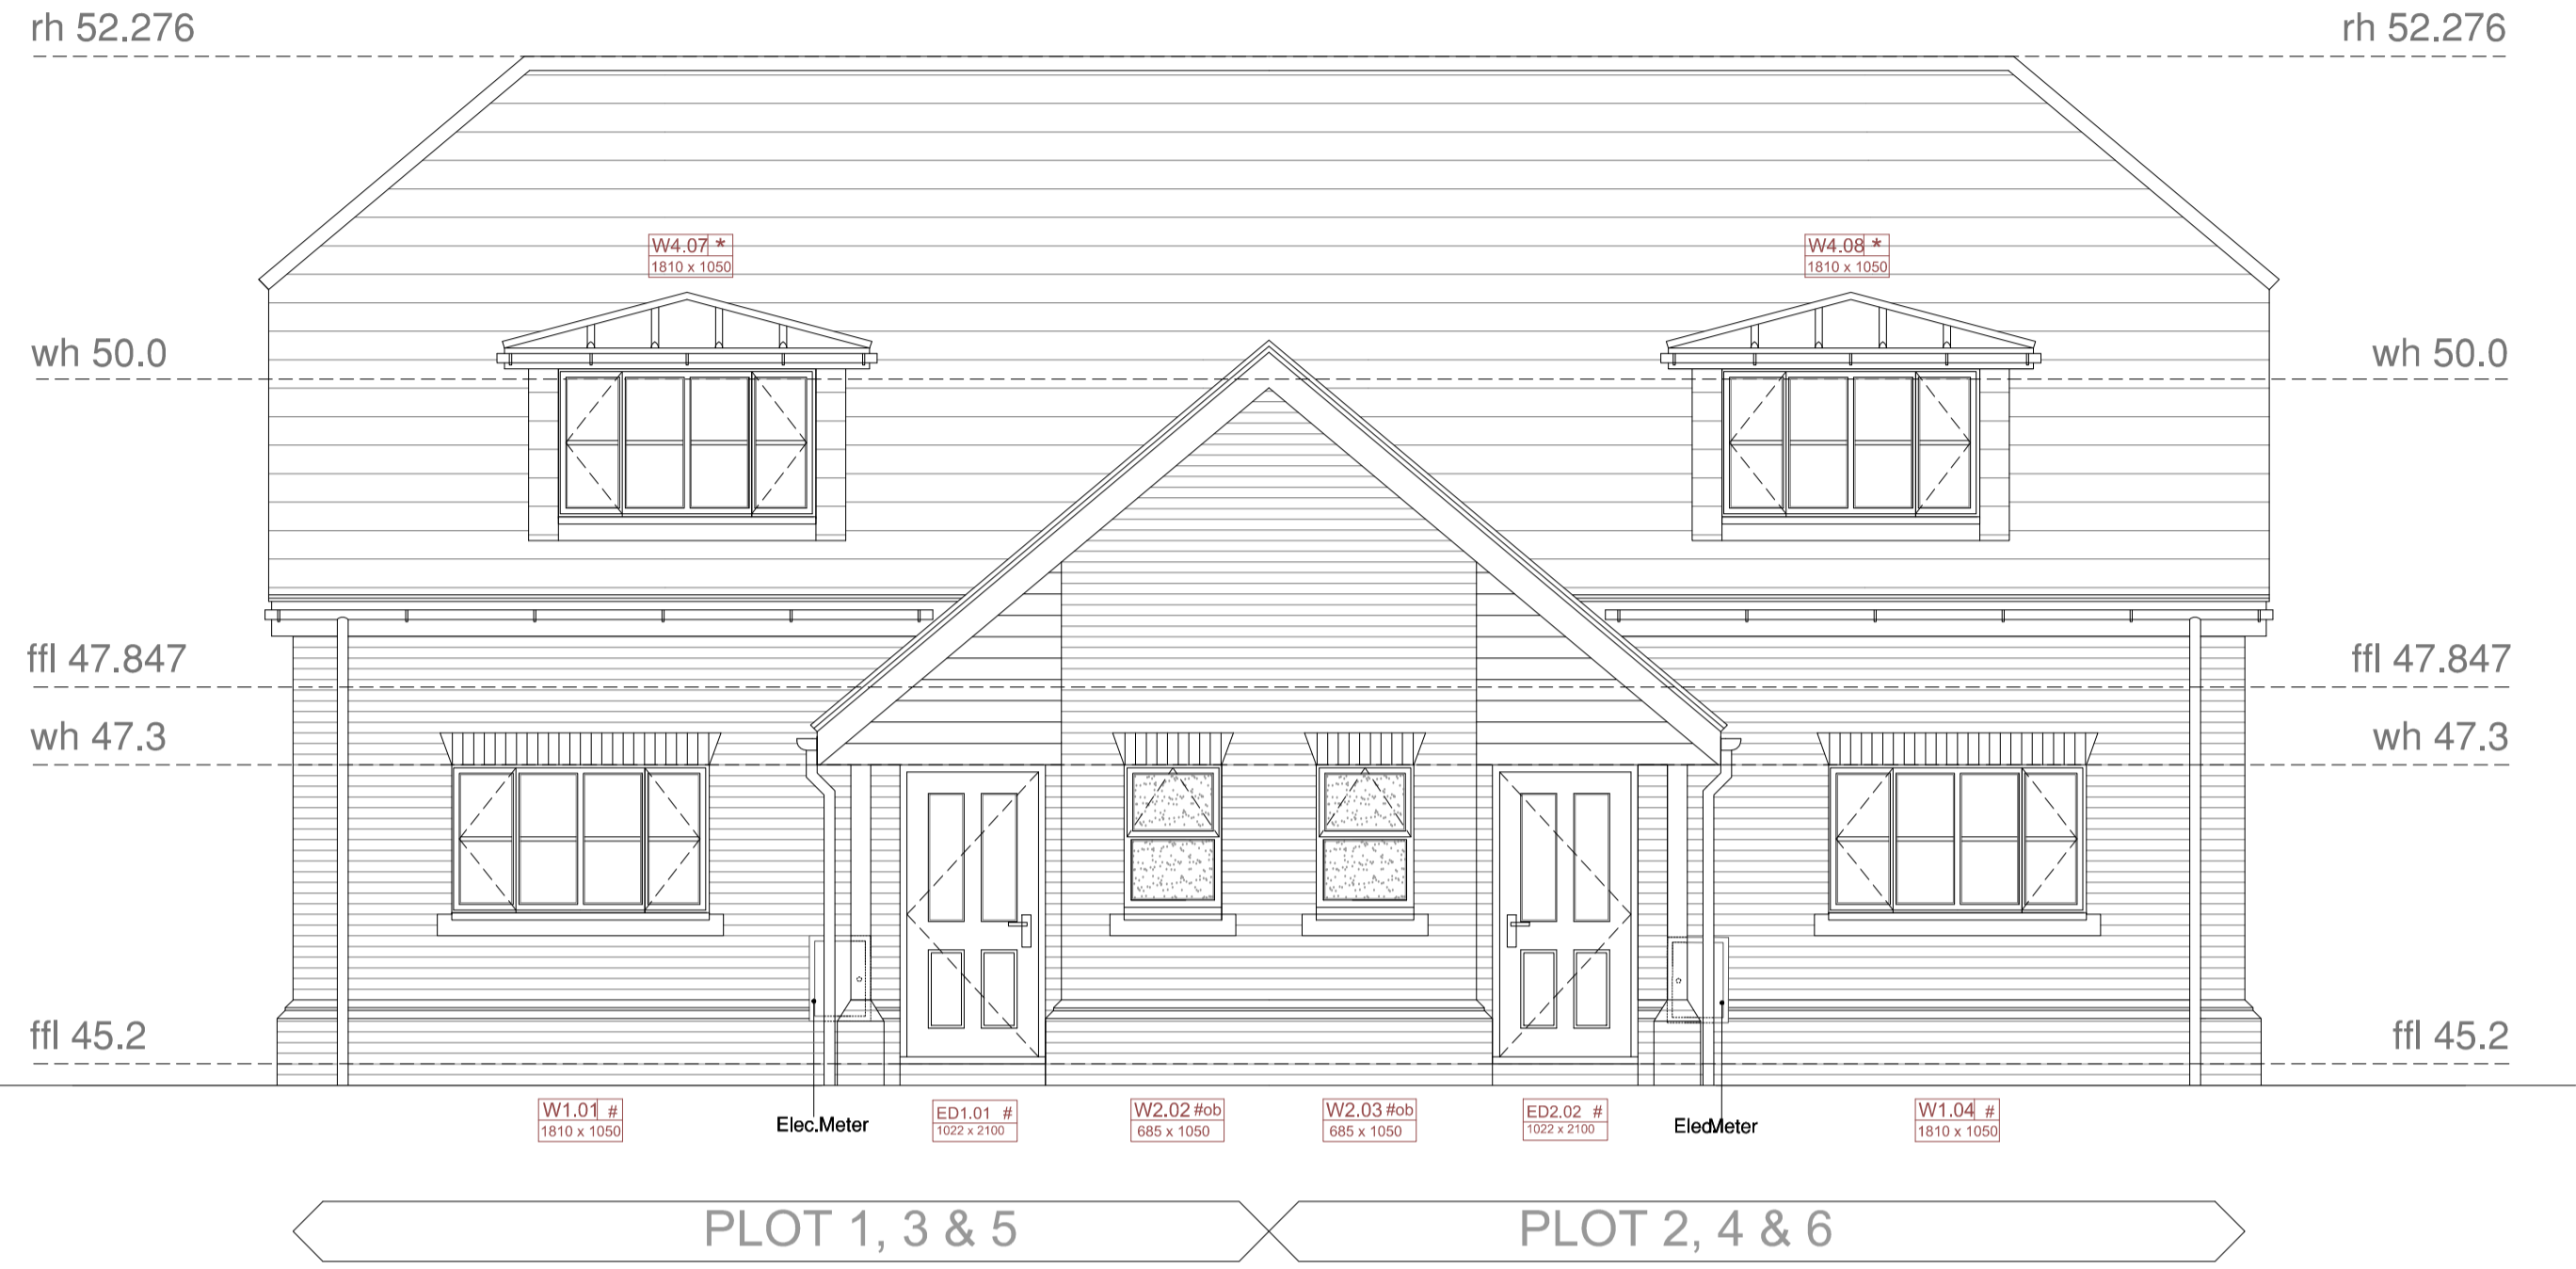 rh 52.276
rh 52.276
W4.07 *
1810 x 1050
W4.08 *
1810 x 1050
wh 50.0
wh 50.0
ffl 47.847
ffl 47.847
wh 47.3
wh 47.3
ffl 45.2
ffl 45.2
W1.01 #
1810 x 1050
Elec.Meter
ED1.01 #
1022 x 2100
W2.02 #ob
685 x 1050
W2.03 #ob
685 x 1050
ED2.02 #
1022 x 2100
Elec.Meter
W1.04 #
1810 x 1050
PLOT 1, 3 & 5
PLOT 2, 4 & 6